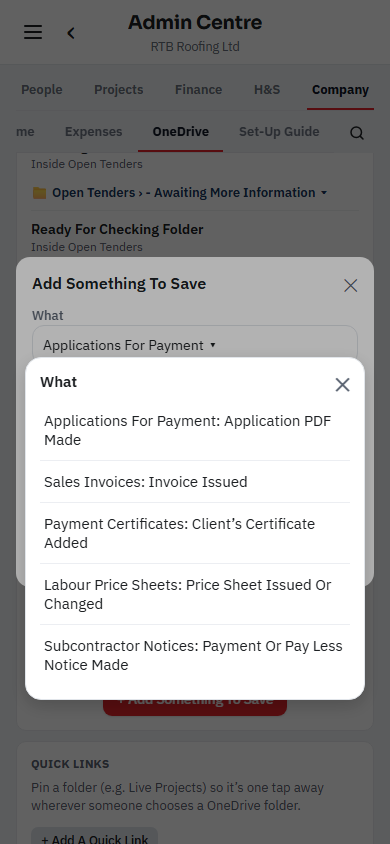 Admin Centre
RTB Roofing Ltd
People Projects Finance H&S Company
me Expenses OneDrive Set-Up Guide
Inside Open Tenders
Open Tenders › - Awaiting More Information
Ready For Checking Folder
Inside Open Tenders
Add Something To Save
What
Applications For Payment
What
Applications For Payment: Application PDF
Made
Sales Invoices: Invoice Issued
Payment Certificates: Client’s Certificate
Added
Labour Price Sheets: Price Sheet Issued Or
Changed
Subcontractor Notices: Payment Or Pay Less
Notice Made
+ Add Something To Save
QUICK LINKS
Pin a folder (e.g. Live Projects) so it’s one tap away
wherever someone chooses a OneDrive folder.
+ Add A Quick Link